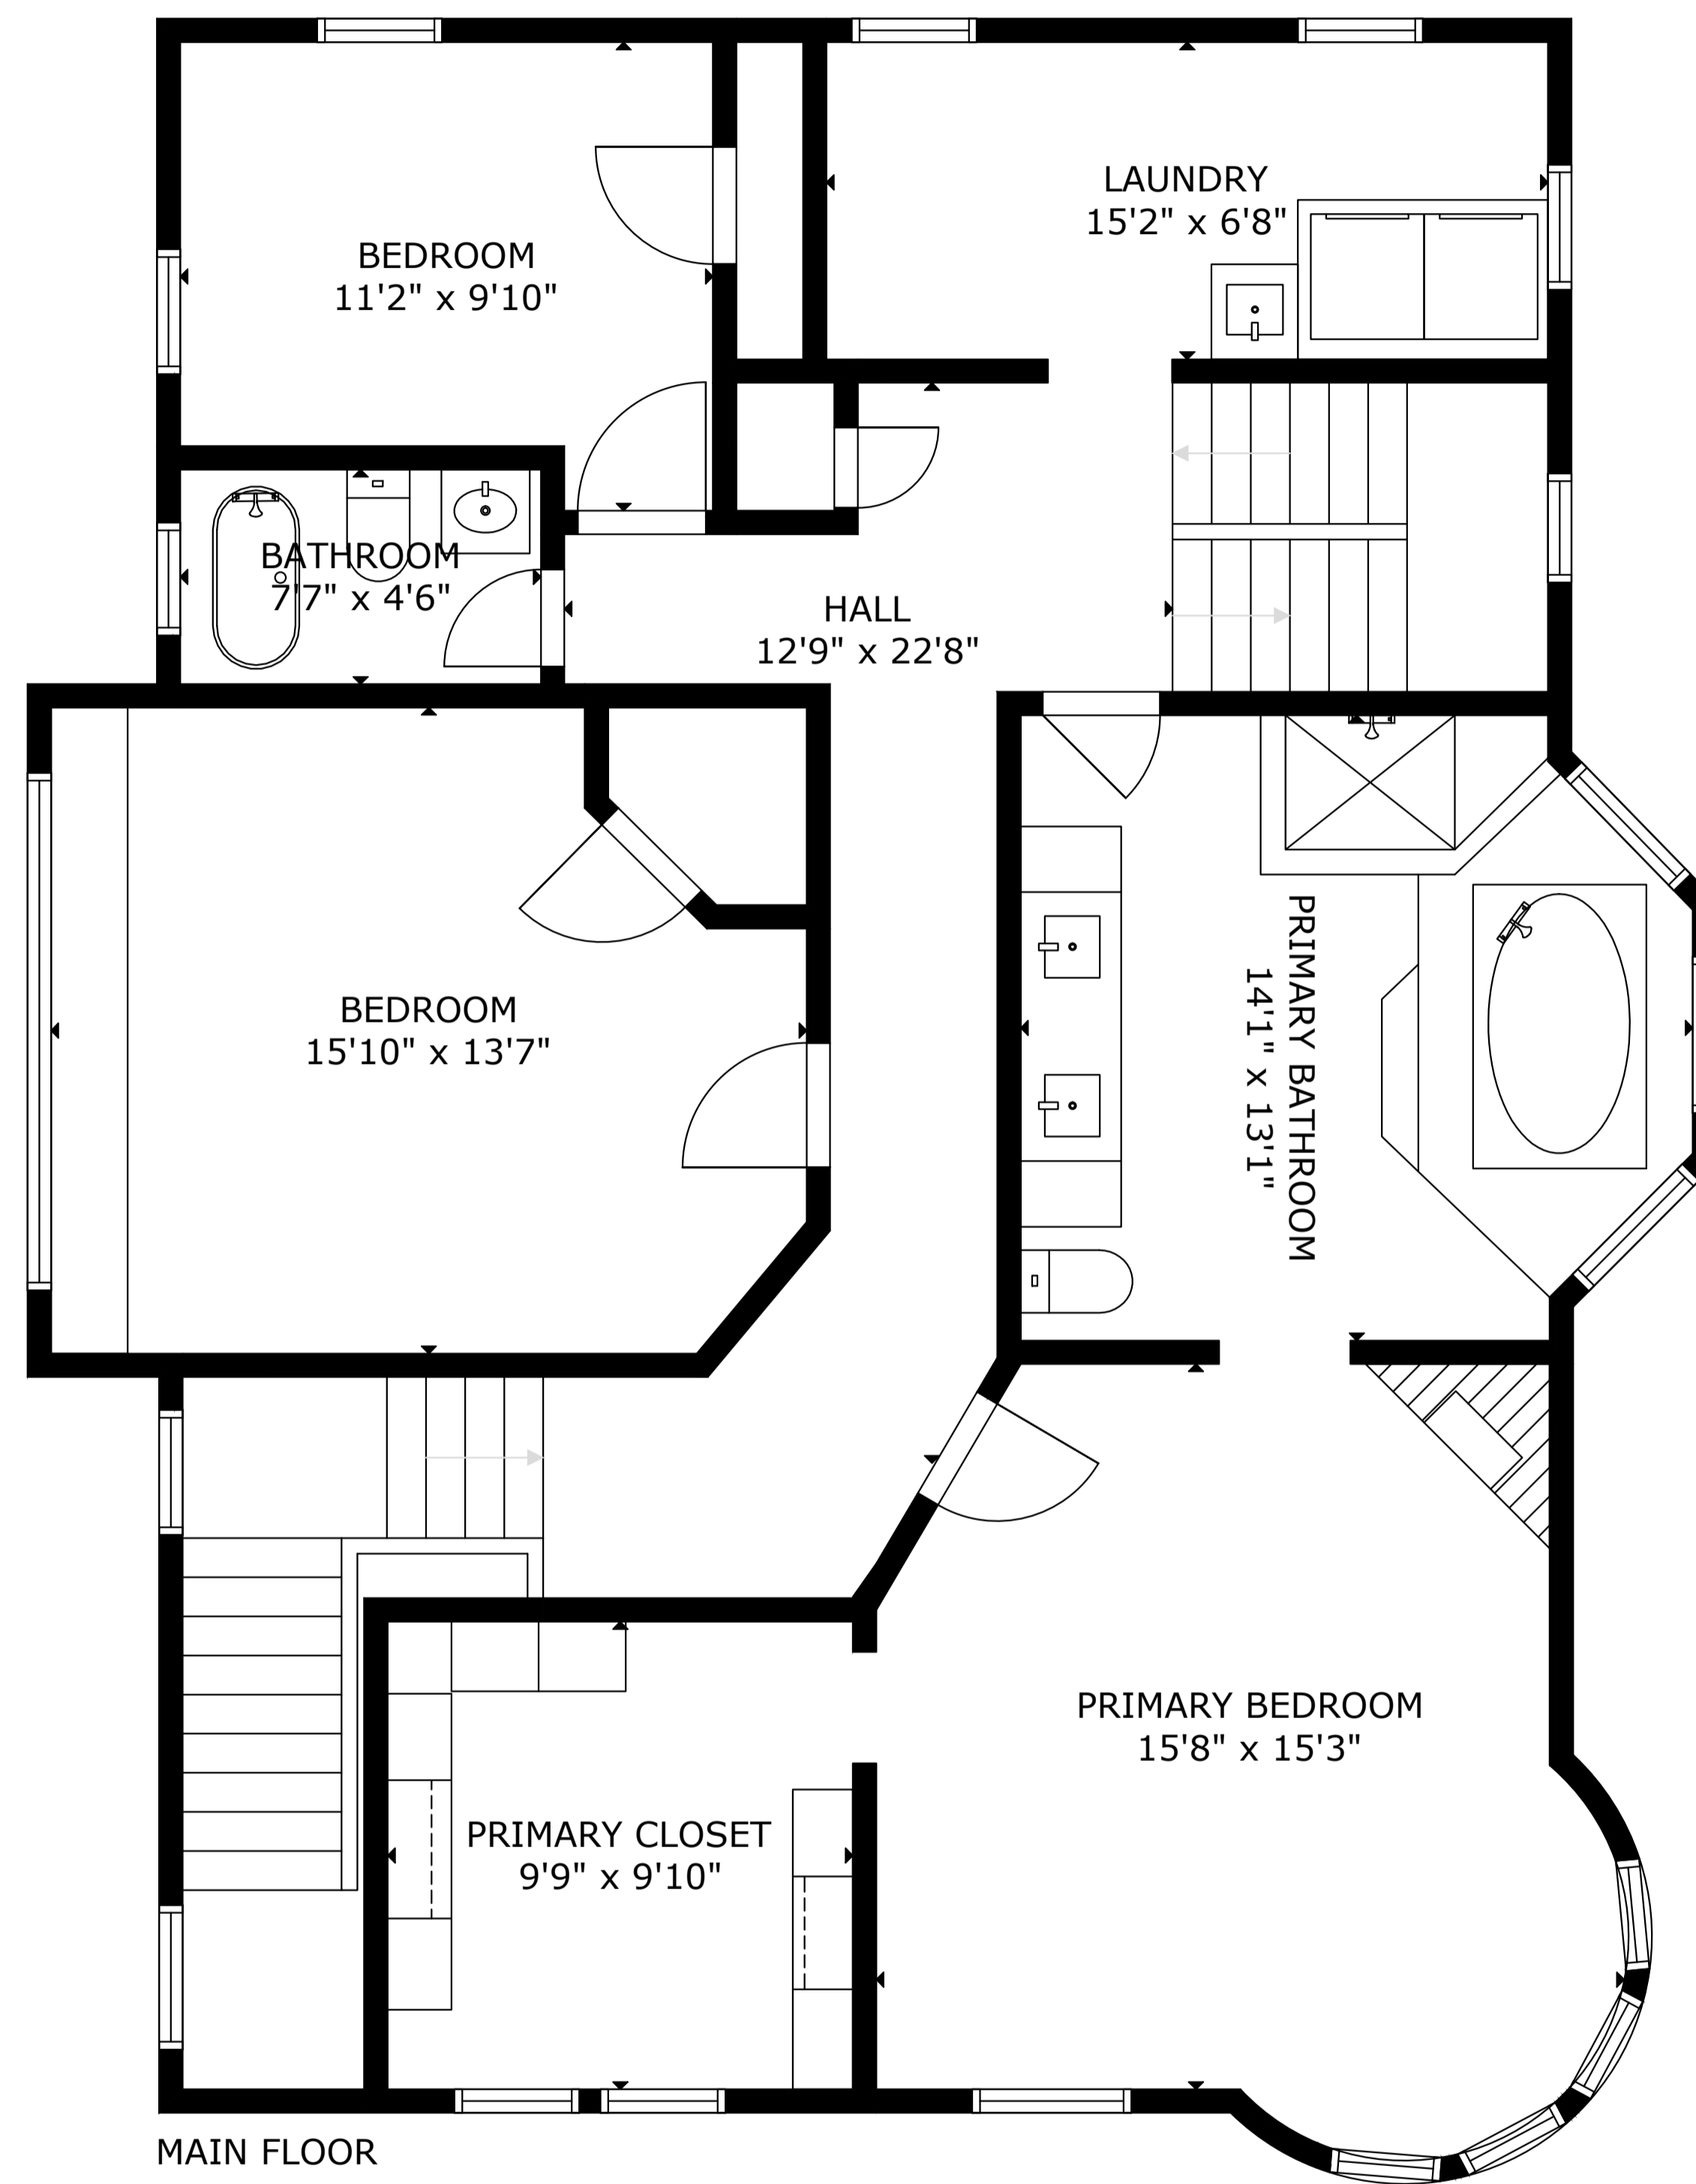 LAUNDRY
15'2" x 6'8"
BEDROOM
11'2" x 9'10"
BATHROOM
7'7" x 4'6"
HALL
12'9" x 22'8"
BEDROOM
15'10" x 13'7"
PRIMARY BATHROOM
14'1" x 13'1"
PRIMARY BEDROOM
15'8" x 15'3"
PRIMARY CLOSET
9'9" x 9'10"
MAIN FLOOR